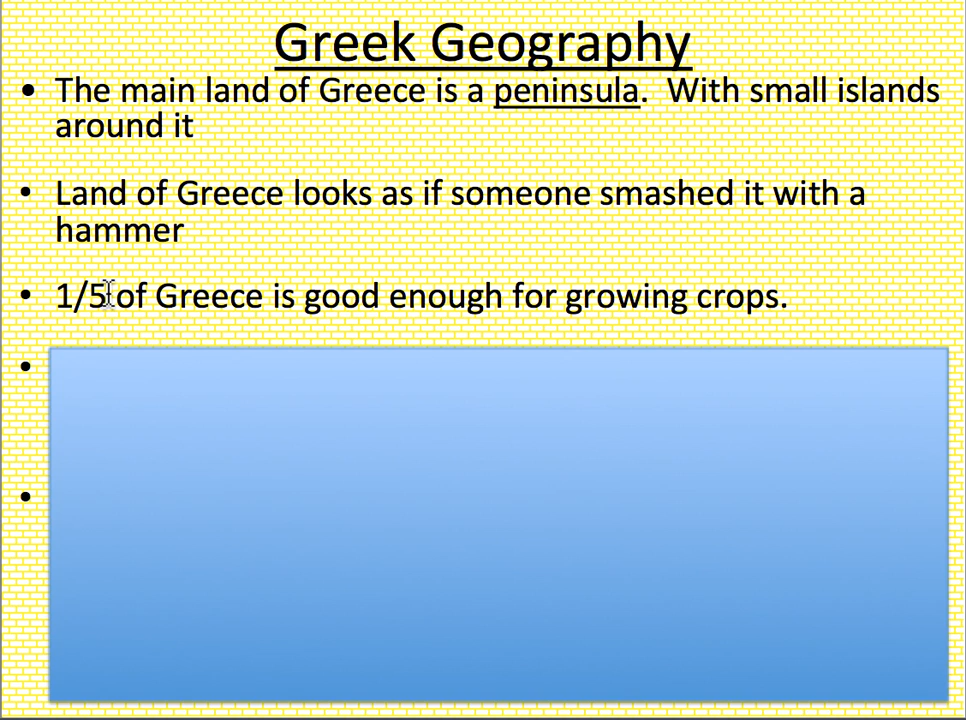 Greek Geography
• The main land of Greece is a peninsula.  With small islands
around it
• Land of Greece looks as if someone smashed it with a
hammer
• 1/5 of Greece is good enough for growing crops.
•
•